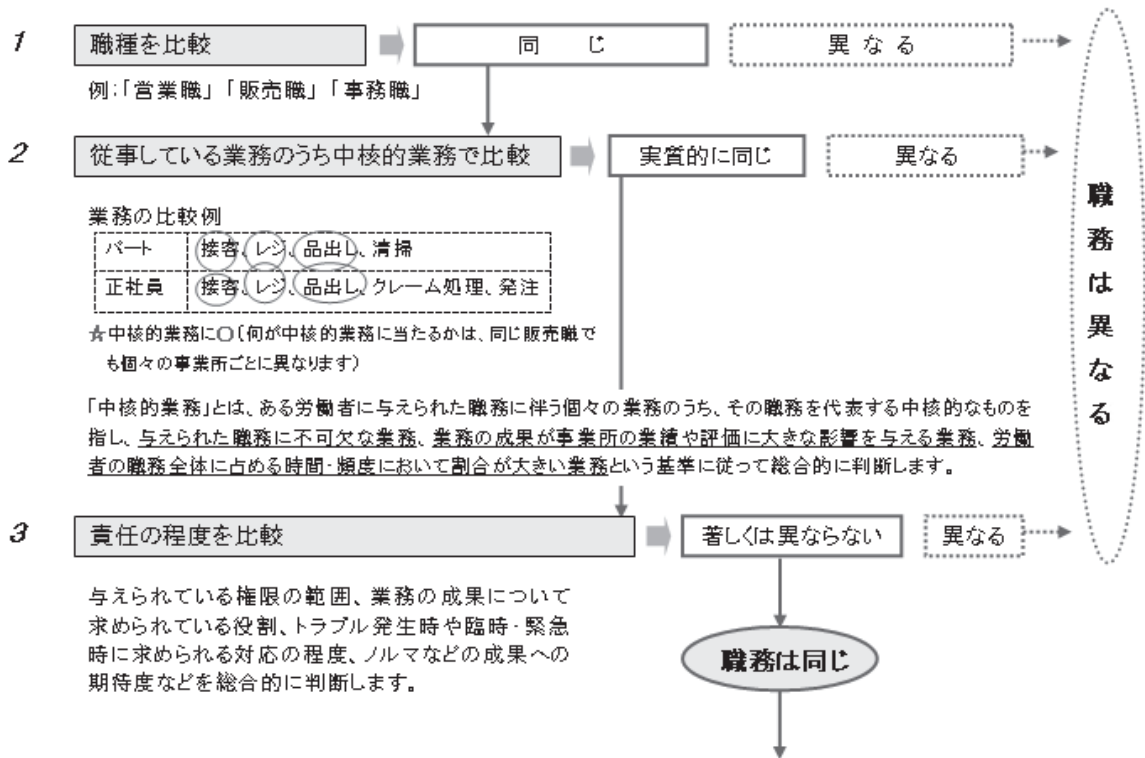 1 職種を比較 同じ 異なる
例:「営業職」「販売職」「事務職」
2 従事している業務のうち中核的業務で比較 実質的に同じ 異なる
業務の比較例
パート 接客、レジ、品出し、清掃
正社員 接客、レジ、品出し、クレーム処理、発注
☆中核的業務に○(何が中核的業務に当たるかは、同じ販売職で
も個々の事業所ごとに異なります)
「中核的業務」とは、ある労働者に与えられた職務に伴う個々の業務のうち、その職務を代表する中核的なものを
指し、与えられた職務に不可欠な業務、業務の成果が事業所の業績や評価に大きな影響を与える業務、労働
者の職務全体に占める時間・頻度において割合が大きい業務という基準に従って総合的に判断します。
3 責任の程度を比較 著しくは異ならない 異なる
与えられている権限の範囲、業務の成果について
求められている役割、トラブル発生時や臨時・緊急
時に求められる対応の程度、ノルマなどの成果への
期待度などを総合的に判断します。
職務は同じ
職務は異なる